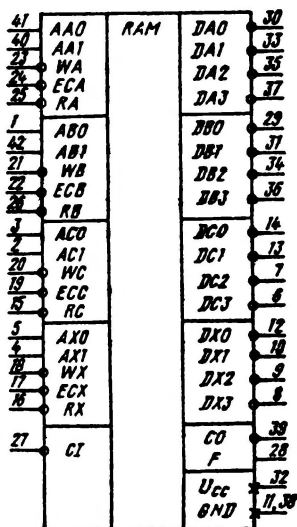 41 AA0 RAM DA0 30
40 AA1 DA1 33
23 WA DA2 35
24 ECA DA3 37
25 RA
1 AB0 DB0 29
42 AB1 DB1 31
21 WB DB2 34
22 ECB DB3 36
26 RB
3 AC0 DC0 14
2 AC1 DC1 13
20 WC DC2 7
19 ECC DC3 6
15 RC
5 AX0 DX0 12
4 AX1 DX1 10
18 WX DX2 9
17 ECX DX3 8
16 RX
27 CI CO 39
F 28
UCC 32
GND 11,38